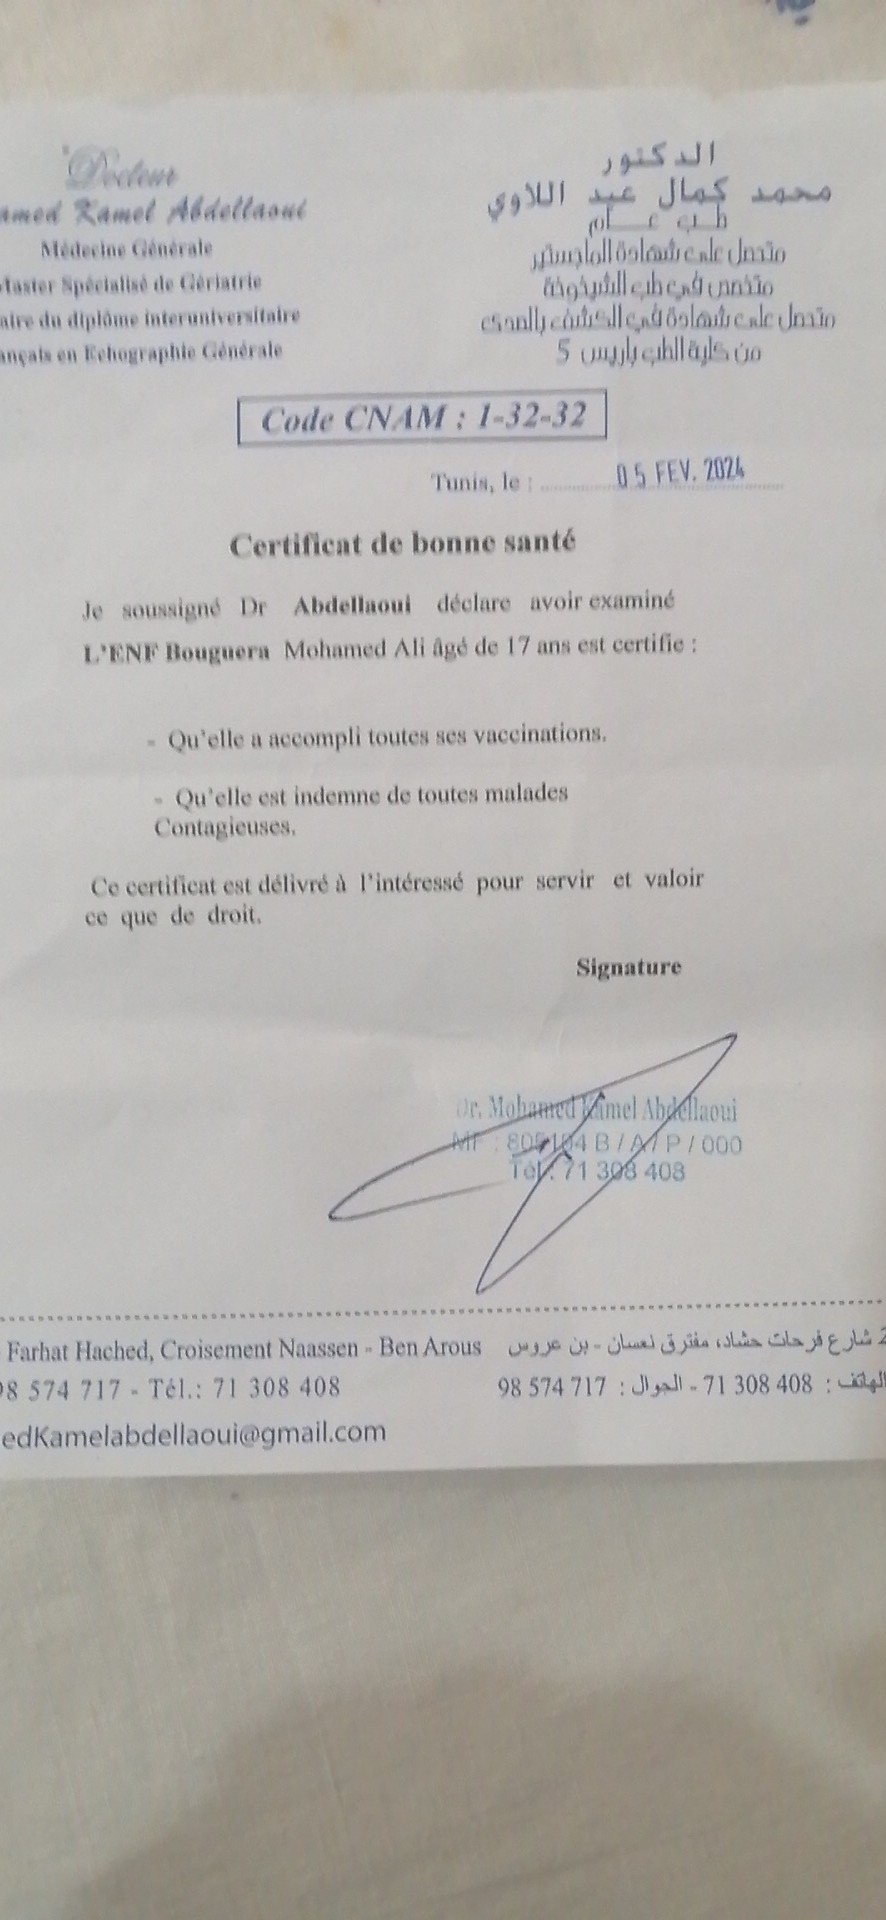 Docteur
amed Kamel Abdellaoui
Médecine Générale
Master Spécialisé de Gériatrie
aire du diplôme interuniversitaire
ançais en Echographie Générale
الدكتور
محمد كمال عبد اللاوي
طب عـــام
متحصل على شهادة الماجستير
متخصص في طب الشيخوخة
متحصل على شهادة في الكشف بالصدى
من كلية الطب باريس 5
Code CNAM : 1-32-32
Tunis, le : 05 FEV. 2024
Certificat de bonne santé
Je soussigné Dr Abdellaoui déclare avoir examiné
L'ENF Bouguera Mohamed Ali âgé de 17 ans est certifie :
- Qu'elle a accompli toutes ses vaccinations.
- Qu'elle est indemne de toutes malades
Contagieuses.
Ce certificat est délivré à l'intéressé pour servir et valoir
ce que de droit.
Signature
Dr. Mohamed Kamel Abdellaoui
MF : 805104 B / A / P / 000
Tél. 71 308 408
Farhat Hached, Croisement Naassen - Ben Arous
2 شارع فرحات حشاد، مفترق نعسان - بن عروس
98 574 717 - Tél.: 71 308 408
الهاتف : 71 308 408 - الجوال : 98 574 717
edKamelabdellaoui@gmail.com